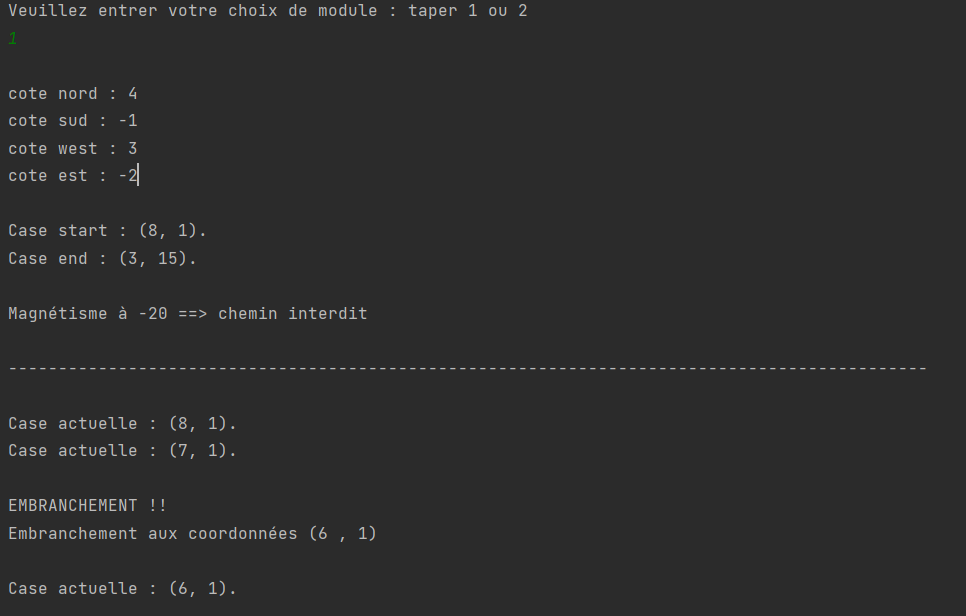 Veuillez entrer votre choix de module : taper 1 ou 2
1
cote nord : 4
cote sud : -1
cote west : 3
cote est : -2
Case start : (8, 1).
Case end : (3, 15).
Magnétisme à -20 ==> chemin interdit
--------------------------------------------------------------------------------------------
Case actuelle : (8, 1).
Case actuelle : (7, 1).
EMBRANCHEMENT !!
Embranchement aux coordonnées (6 , 1)
Case actuelle : (6, 1).